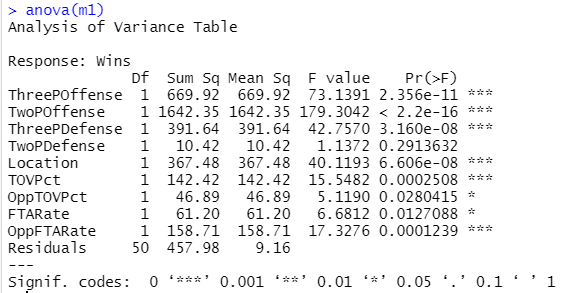 > anova(m1)
Analysis of Variance Table

Response: Wins
              Df  Sum Sq Mean Sq  F value    Pr(>F)
ThreePOffense  1  669.92  669.92  73.1391 2.356e-11 ***
TwoPOffense    1 1642.35 1642.35 179.3042 < 2.2e-16 ***
ThreePDefense  1  391.64  391.64  42.7570 3.160e-08 ***
TwoPDefense    1   10.42   10.42   1.1372 0.2913632
Location       1  367.48  367.48  40.1193 6.606e-08 ***
TOVPct         1  142.42  142.42  15.5482 0.0002508 ***
OppTOVPct      1   46.89   46.89   5.1190 0.0280415 *
FTARate        1   61.20   61.20   6.6812 0.0127088 *
OppFTARate     1  158.71  158.71  17.3276 0.0001239 ***
Residuals     50  457.98    9.16
---
Signif. codes:  0 ‘***’ 0.001 ‘**’ 0.01 ‘*’ 0.05 ‘.’ 0.1 ‘ ’ 1